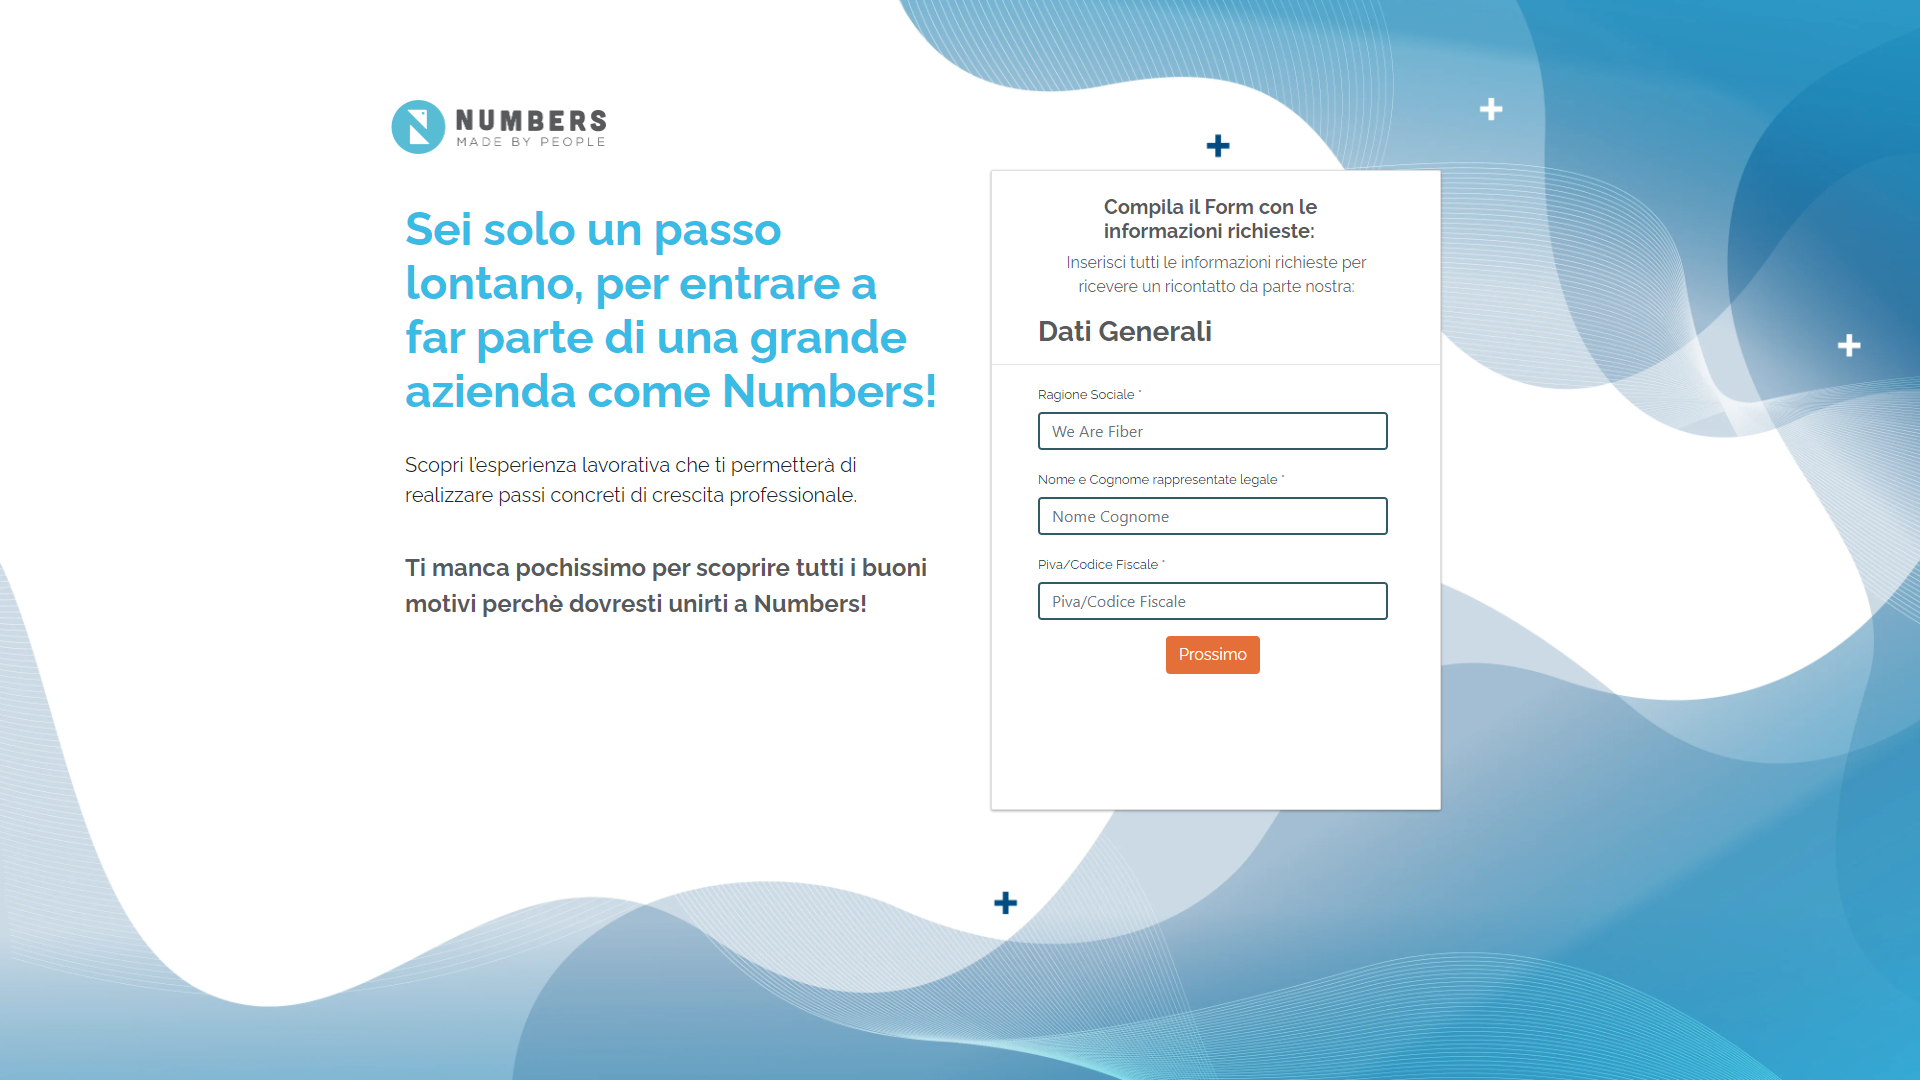 NUMBERS
MADE BY PEOPLE
Sei solo un passo
lontano, per entrare a
far parte di una grande
azienda come Numbers!
Scopri l'esperienza lavorativa che ti permetterà di
realizzare passi concreti di crescita professionale.
Ti manca pochissimo per scoprire tutti i buoni
motivi perchè dovresti unirti a Numbers!
Compila il Form con le
informazioni richieste:
Inserisci tutti le informazioni richieste per
ricevere un ricontatto da parte nostra:
Dati Generali
Ragione Sociale *
We Are Fiber
Nome e Cognome rappresentate legale *
Nome Cognome
Piva/Codice Fiscale *
Piva/Codice Fiscale
Prossimo